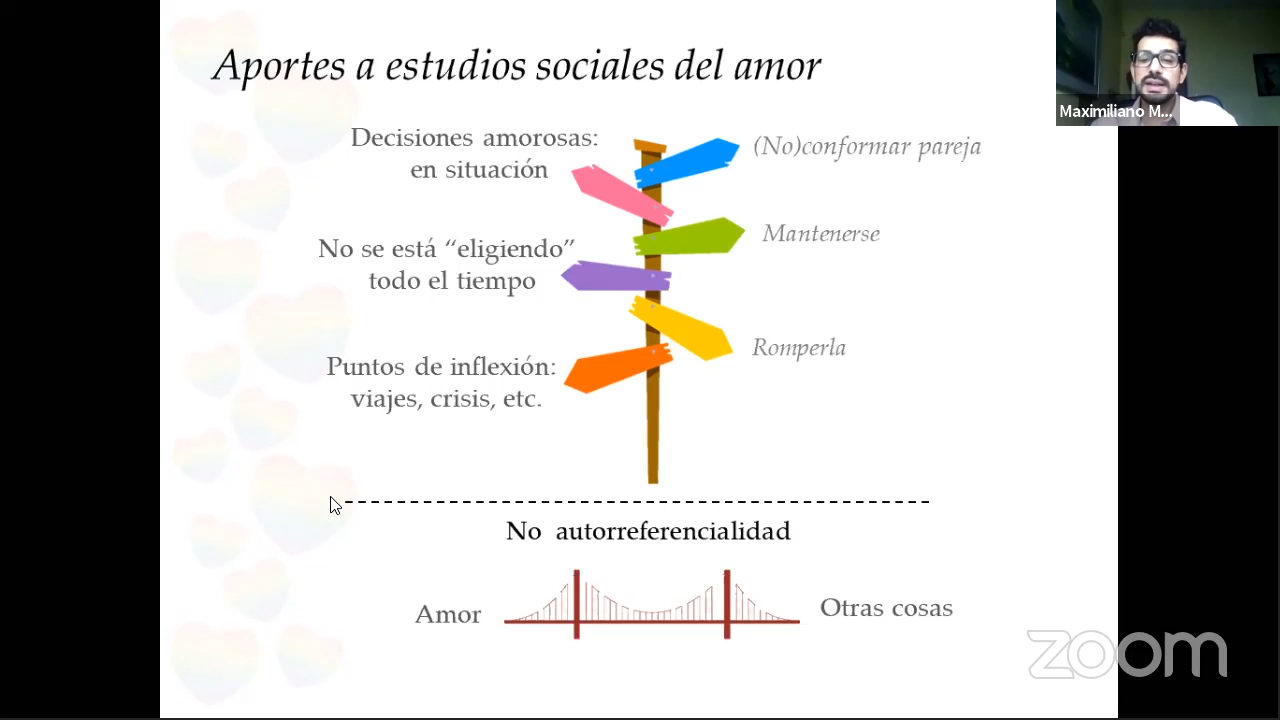 Aportes a estudios sociales del amor
Maximiliano M...
Decisiones amorosas:
en situación
(No)conformar pareja
No se está “eligiendo”
todo el tiempo
Mantenerse
Puntos de inflexión:
viajes, crisis, etc.
Romperla
No autorreferencialidad
Amor
Otras cosas
zoom